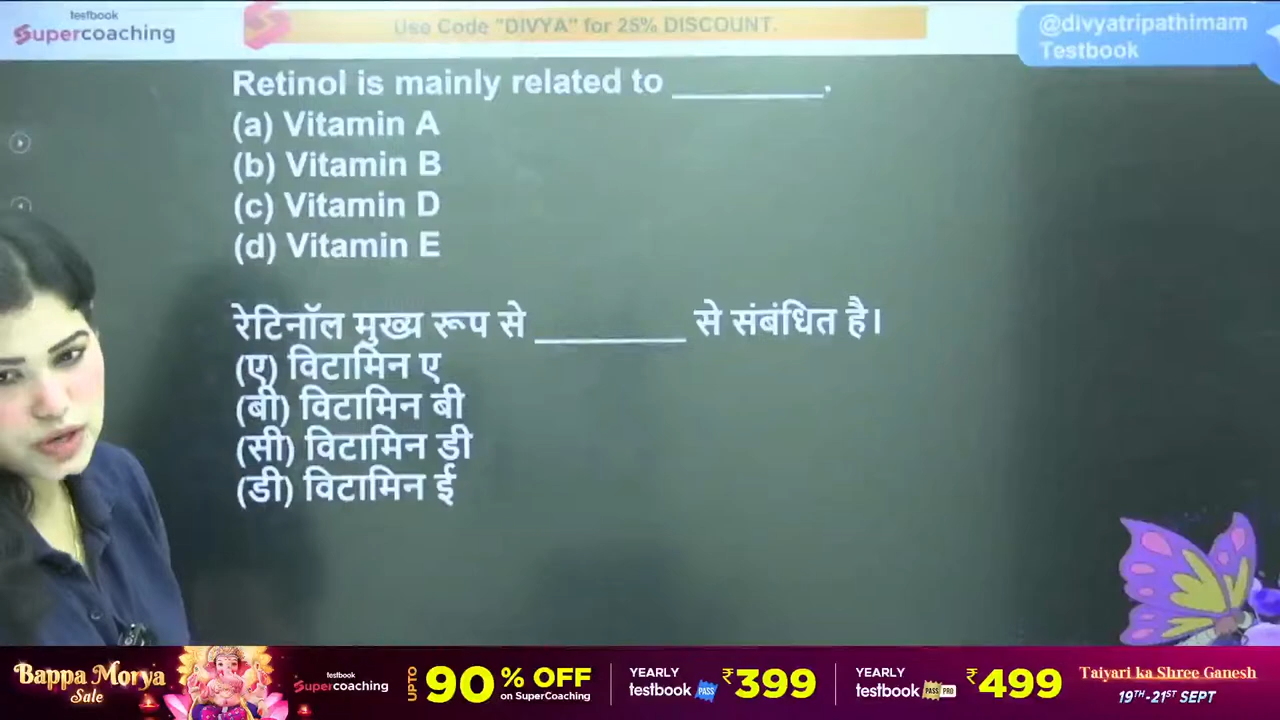 testbook
Supercoaching
Use Code "DIVYA" for 25% DISCOUNT.
@divyatripathimam
Testbook
Retinol is mainly related to _________.
(a) Vitamin A
(b) Vitamin B
(c) Vitamin D
(d) Vitamin E
रेटिनॉल मुख्य रूप से _________ से संबंधित है।
(ए) विटामिन ए
(बी) विटामिन बी
(सी) विटामिन डी
(डी) विटामिन ई
Bappa Morya
Sale
testbook
Supercoaching
UPTO 90% OFF
on SuperCoaching
YEARLY
testbook PASS
₹399
YEARLY
testbook PASS PRO
₹499
Taiyari ka Shree Ganesh
19TH-21ST SEPT